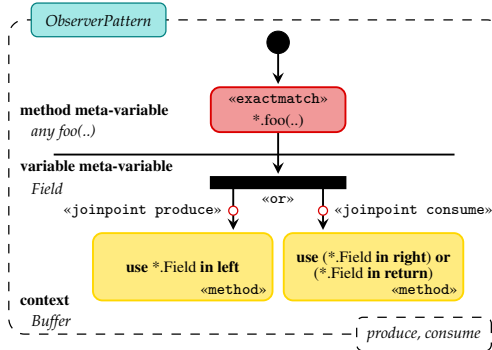 ObserverPattern
«exactmatch»
*.foo(..)
method meta-variable
any foo(..)
variable meta-variable
Field
«or»
«joinpoint produce»
«joinpoint consume»
use *.Field in left
«method»
use (*.Field in right) or
(*.Field in return)
«method»
context
Buffer
produce, consume